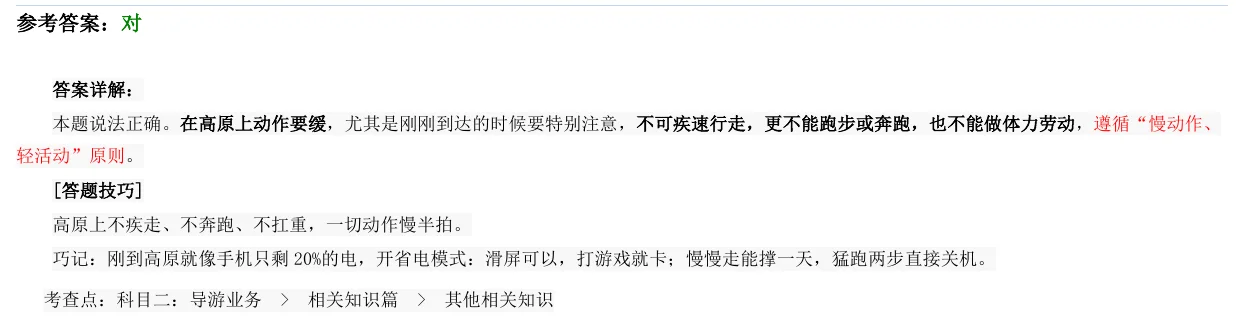 参考答案：对
答案详解：
本题说法正确。在高原上动作要缓，尤其是刚刚到达的时候要特别注意，不可疾速行走，更不能跑步或奔跑，也不能做体力劳动，遵循“慢动作、
轻活动”原则。
[答题技巧]
高原上不疾走、不奔跑、不扛重，一切动作慢半拍。
巧记：刚到高原就像手机只剩 20%的电，开省电模式：滑屏可以，打游戏就卡；慢慢走能撑一天，猛跑两步直接关机。
考查点：科目二：导游业务 > 相关知识篇 > 其他相关知识